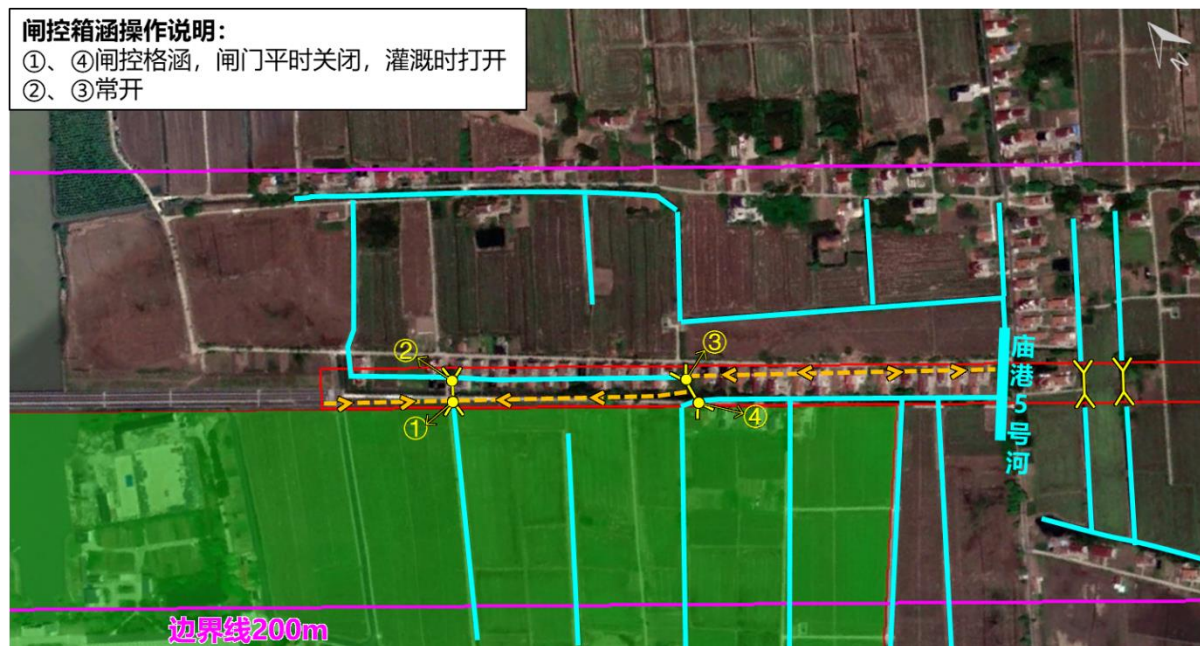 闸控箱涵操作说明：
①、④闸控格涵，闸门平时关闭，灌溉时打开
②、③常开
N
②
③
①
④
庙港5号河
边界线200m